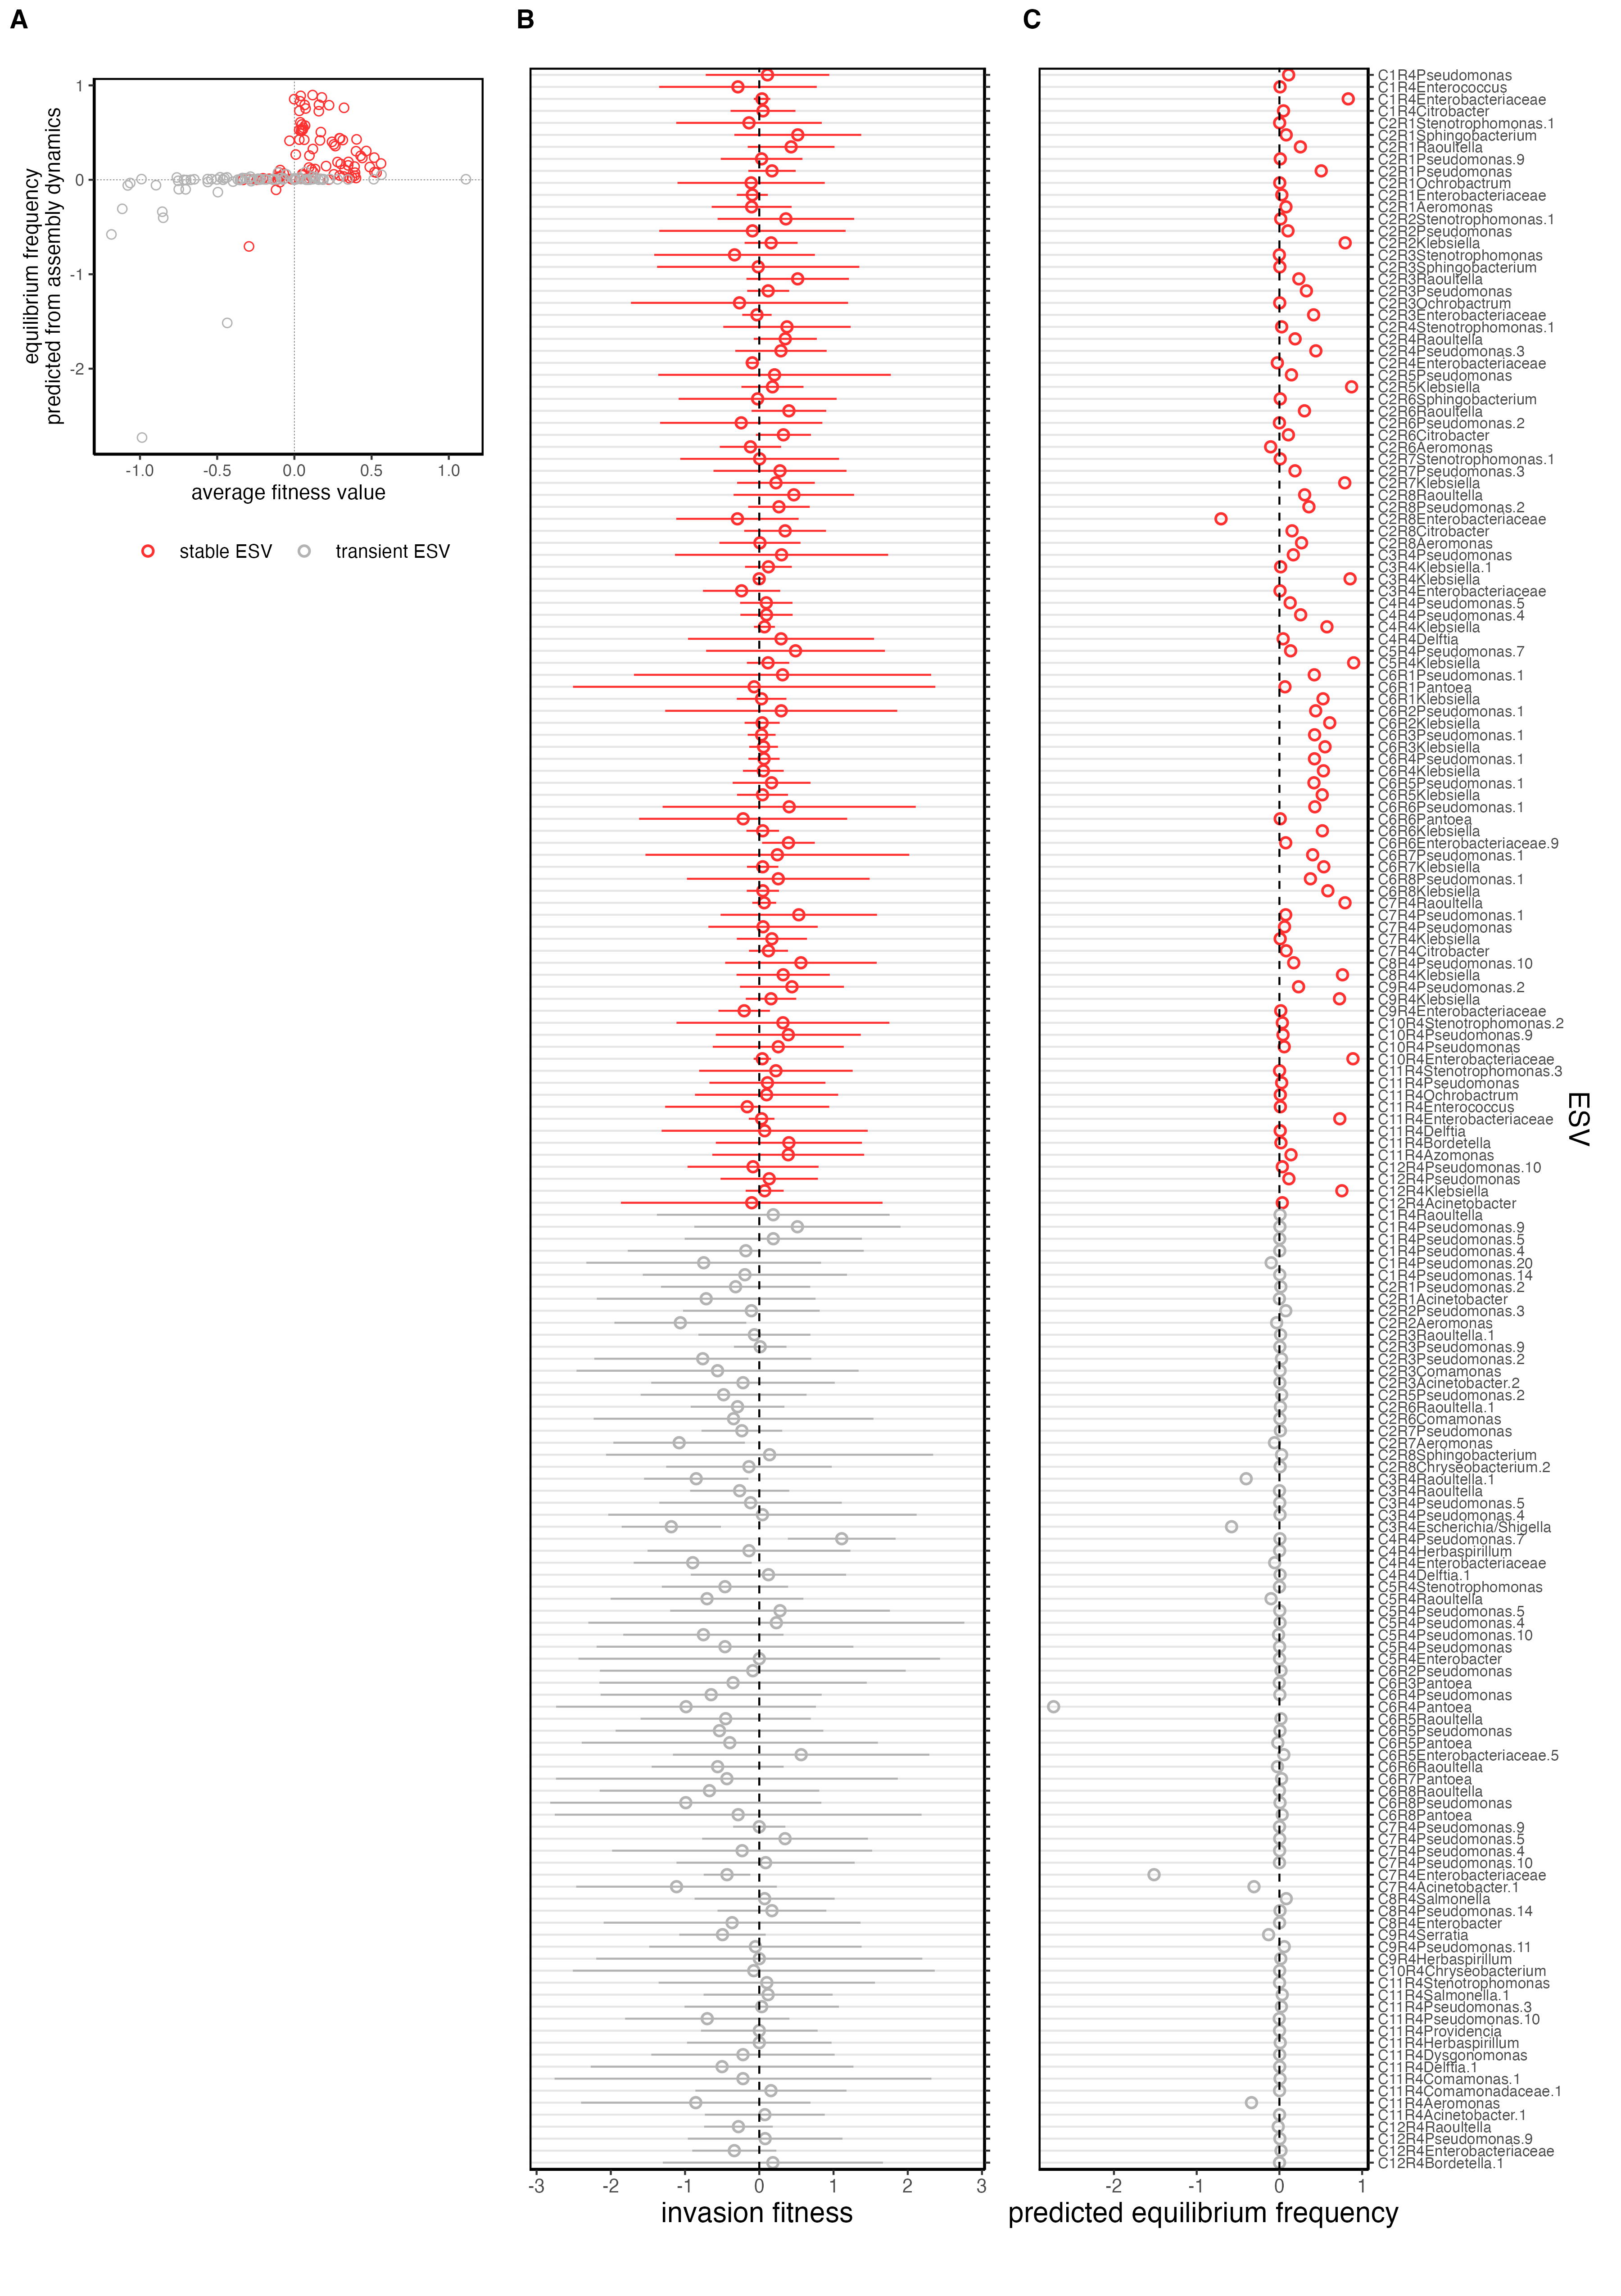 A
B
C
1
0
-1
-2
equilibrium frequency
predicted from assembly dynamics
-1.0
-0.5
0.0
0.5
1.0
average fitness value
stable ESV
transient ESV
C1R4Pseudomonas
C1R4Enterococcus
C1R4Enterobacteriaceae
C1R4Citrobacter
C2R1Stenotrophomonas.1
C2R1Sphingobacterium
C2R1Raoultella
C2R1Pseudomonas.9
C2R1Pseudomonas
C2R1Ochrobactrum
C2R1Enterobacteriaceae
C2R1Aeromonas
C2R2Stenotrophomonas.1
C2R2Pseudomonas
C2R2Klebsiella
C2R3Stenotrophomonas
C2R3Sphingobacterium
C2R3Raoultella
C2R3Pseudomonas
C2R3Ochrobactrum
C2R3Enterobacteriaceae
C2R4Stenotrophomonas.1
C2R4Raoultella
C2R4Pseudomonas.3
C2R4Enterobacteriaceae
C2R5Pseudomonas
C2R5Klebsiella
C2R6Sphingobacterium
C2R6Raoultella
C2R6Pseudomonas.2
C2R6Citrobacter
C2R6Aeromonas
C2R7Stenotrophomonas.1
C2R7Pseudomonas.3
C2R7Klebsiella
C2R8Raoultella
C2R8Pseudomonas.2
C2R8Enterobacteriaceae
C2R8Citrobacter
C2R8Aeromonas
C3R4Pseudomonas
C3R4Klebsiella.1
C3R4Klebsiella
C3R4Enterobacteriaceae
C4R4Pseudomonas.5
C4R4Pseudomonas.4
C4R4Klebsiella
C4R4Delftia
C5R4Pseudomonas.7
C5R4Klebsiella
C6R1Pseudomonas.1
C6R1Pantoea
C6R1Klebsiella
C6R2Pseudomonas.1
C6R2Klebsiella
C6R3Pseudomonas.1
C6R3Klebsiella
C6R4Pseudomonas.1
C6R4Klebsiella
C6R5Pseudomonas.1
C6R5Klebsiella
C6R6Pseudomonas.1
C6R6Pantoea
C6R6Klebsiella
C6R6Enterobacteriaceae.9
C6R7Pseudomonas.1
C6R7Klebsiella
C6R8Pseudomonas.1
C6R8Klebsiella
C7R4Raoultella
C7R4Pseudomonas.1
C7R4Pseudomonas
C7R4Klebsiella
C7R4Citrobacter
C8R4Pseudomonas.10
C8R4Klebsiella
C9R4Pseudomonas.2
C9R4Klebsiella
C9R4Enterobacteriaceae
C10R4Stenotrophomonas.2
C10R4Pseudomonas.9
C10R4Pseudomonas
C10R4Enterobacteriaceae
C11R4Stenotrophomonas.3
C11R4Pseudomonas
C11R4Ochrobactrum
C11R4Enterococcus
C11R4Enterobacteriaceae
C11R4Delftia
C11R4Bordetella
C11R4Azomonas
C12R4Pseudomonas.10
C12R4Pseudomonas
C12R4Klebsiella
C12R4Acinetobacter
C1R4Raoultella
C1R4Pseudomonas.9
C1R4Pseudomonas.5
C1R4Pseudomonas.4
C1R4Pseudomonas.20
C1R4Pseudomonas.14
C2R1Pseudomonas.2
C2R1Acinetobacter
C2R2Pseudomonas.3
C2R2Aeromonas
C2R3Raoultella.1
C2R3Pseudomonas.9
C2R3Pseudomonas.2
C2R3Comamonas
C2R3Acinetobacter.2
C2R5Pseudomonas.2
C2R6Raoultella.1
C2R6Comamonas
C2R7Pseudomonas
C2R7Aeromonas
C2R8Sphingobacterium
C2R8Chryseobacterium.2
C3R4Raoultella.1
C3R4Raoultella
C3R4Pseudomonas.5
C3R4Pseudomonas.4
C3R4Escherichia/Shigella
C4R4Pseudomonas.7
C4R4Herbaspirillum
C4R4Enterobacteriaceae
C4R4Delftia.1
C5R4Stenotrophomonas
C5R4Raoultella
C5R4Pseudomonas.5
C5R4Pseudomonas.4
C5R4Pseudomonas.10
C5R4Pseudomonas
C5R4Enterobacter
C6R2Pseudomonas
C6R3Pantoea
C6R4Pseudomonas
C6R4Pantoea
C6R5Raoultella
C6R5Pseudomonas
C6R5Pantoea
C6R5Enterobacteriaceae.5
C6R6Raoultella
C6R7Pantoea
C6R8Raoultella
C6R8Pseudomonas
C6R8Pantoea
C7R4Pseudomonas.9
C7R4Pseudomonas.5
C7R4Pseudomonas.4
C7R4Pseudomonas.10
C7R4Enterobacteriaceae
C7R4Acinetobacter.1
C8R4Salmonella
C8R4Pseudomonas.14
C8R4Enterobacter
C9R4Serratia
C9R4Pseudomonas.11
C9R4Herbaspirillum
C10R4Chryseobacterium
C11R4Stenotrophomonas
C11R4Salmonella.1
C11R4Pseudomonas.3
C11R4Pseudomonas.10
C11R4Providencia
C11R4Herbaspirillum
C11R4Dysgonomonas
C11R4Delftia.1
C11R4Comamonas.1
C11R4Comamonadaceae.1
C11R4Aeromonas
C11R4Acinetobacter.1
C12R4Raoultella
C12R4Pseudomonas.9
C12R4Enterobacteriaceae
C12R4Bordetella.1
ESV
-3
-2
-1
0
1
2
3
invasion fitness
-2
-1
0
1
predicted equilibrium frequency